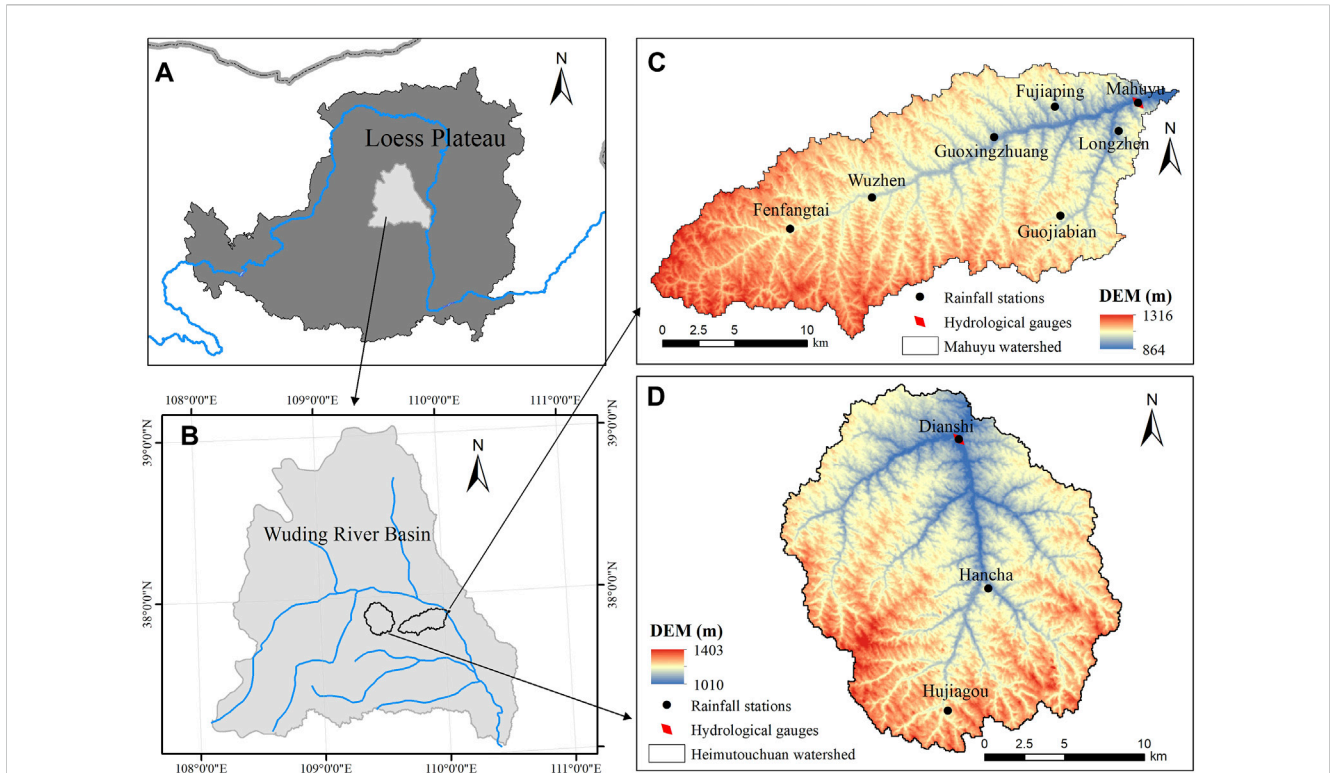 A
N
Loess Plateau
C
Fujiaping
Mahuyu
N
Guoxingzhuang
Longzhen
Wuzhen
Fenfangtai
Guojiabian
Rainfall stations
DEM (m)
Hydrological gauges
1316
Mahuyu watershed
864
0 2.5 5 10
km
108°0'0"E 109°0'0"E 110°0'0"E 111°0'0"E
B
N
39°0'0"N
39°0'0"N
Wuding River Basin
38°0'0"N
38°0'0"N
108°0'0"E 109°0'0"E 110°0'0"E 111°0'0"E
D
N
Dianshi
Hancha
Hujiagou
DEM (m)
1403
1010
Rainfall stations
Hydrological gauges
Heimutouchuan watershed
0 2.5 5 10
km